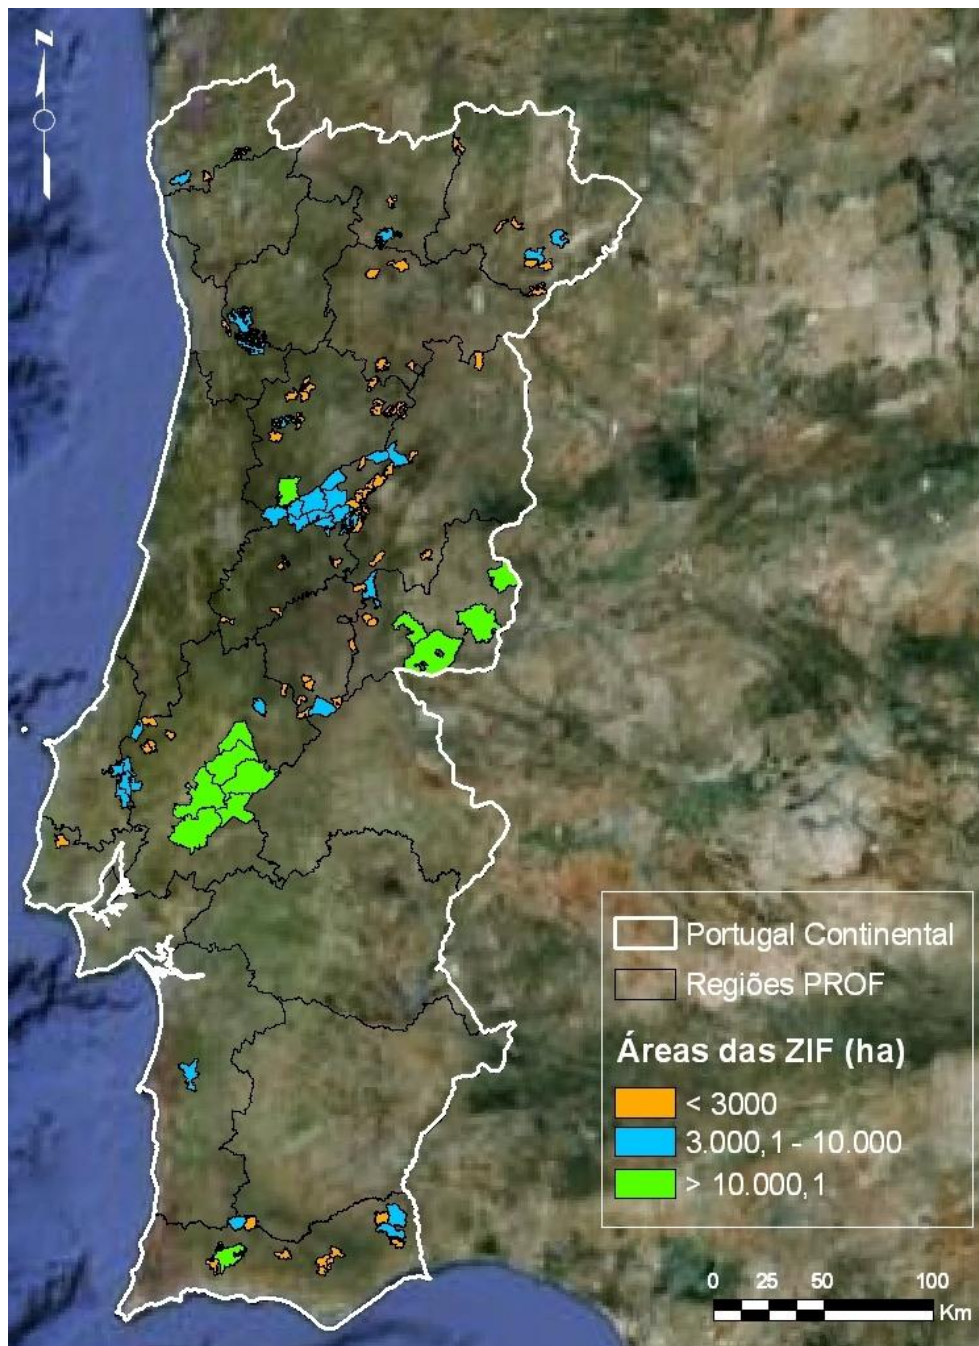 N
Portugal Continental
Regiões PROF
Áreas das ZIF (ha)
< 3000
3.000,1 - 10.000
> 10.000,1
0 25 50 100
Km